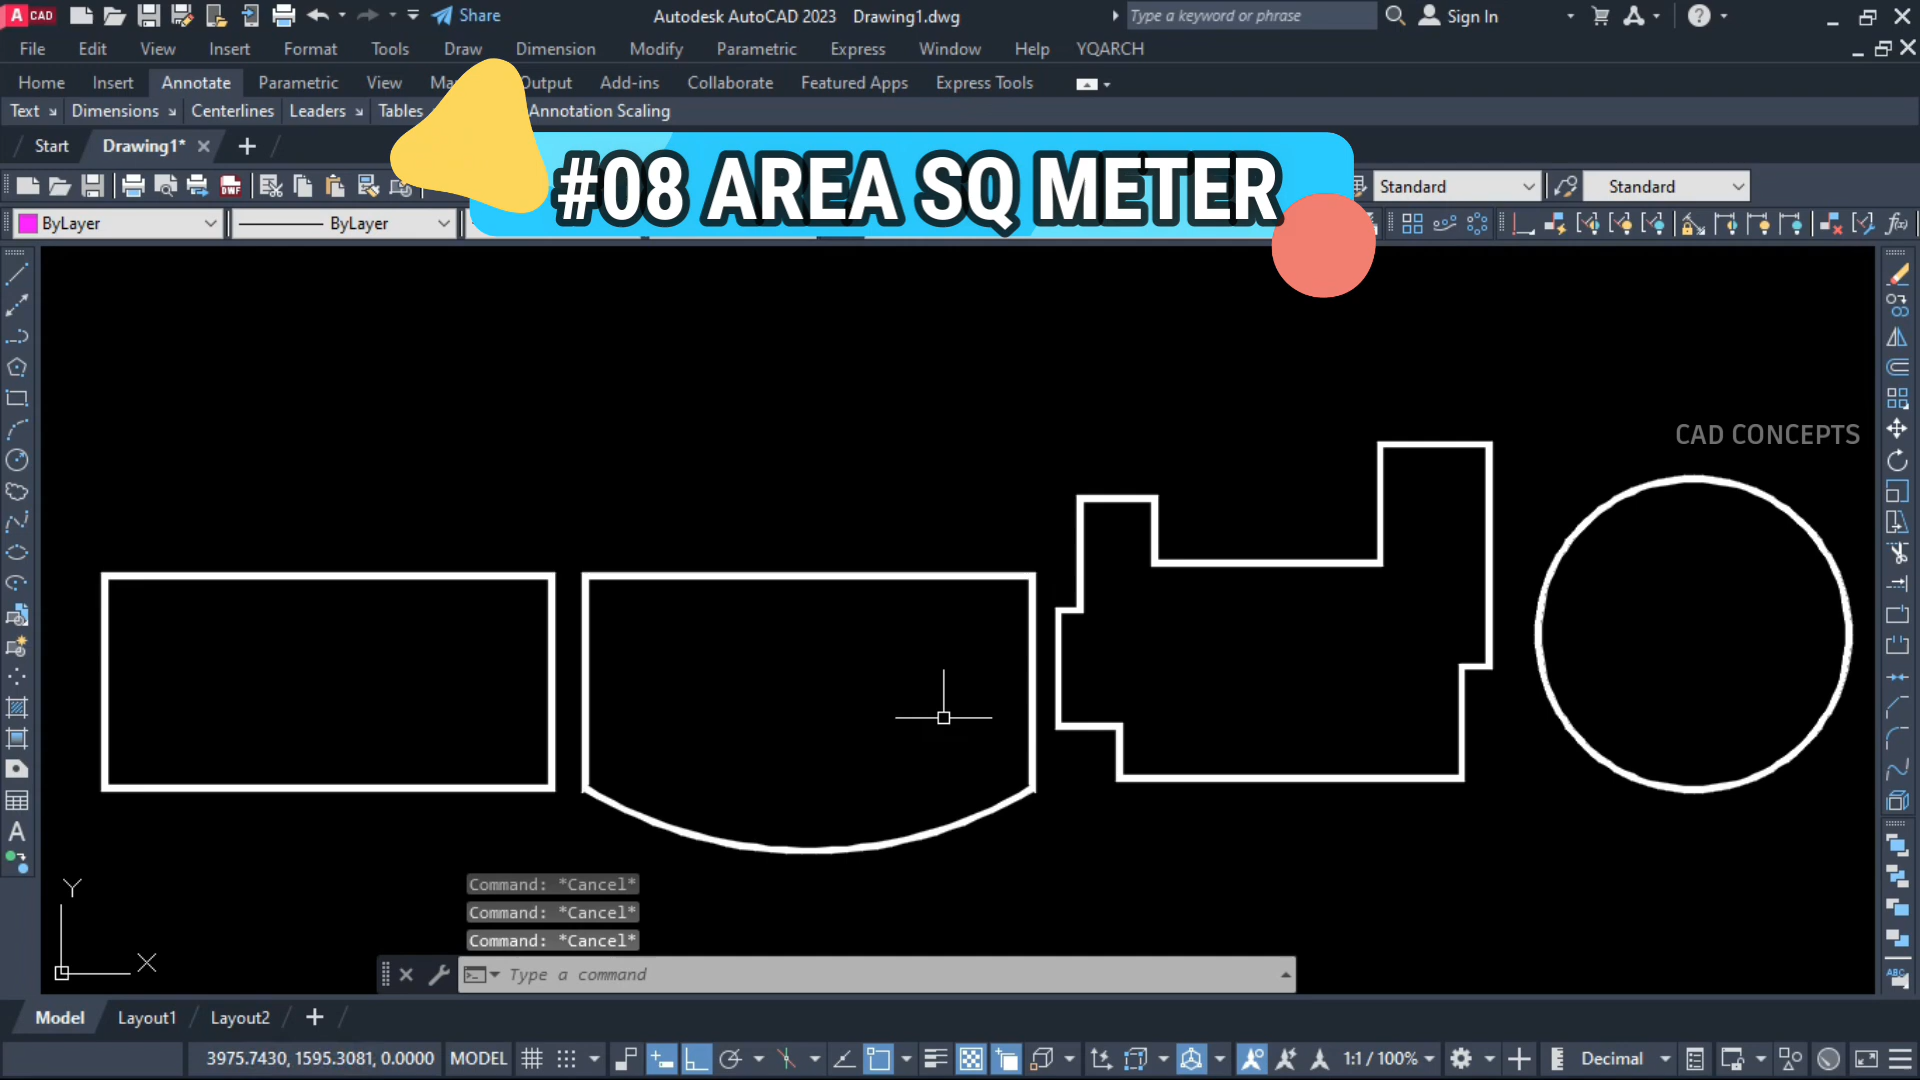 A CAD
Share
Autodesk AutoCAD 2023 Drawing1.dwg
Type a keyword or phrase
Sign In
File Edit View Insert Format Tools Draw Dimension Modify Parametric Express Window Help YQARCH
Home Insert Annotate Parametric View Output Add-ins Collaborate Featured Apps Express Tools
Text Dimensions Centerlines Leaders Tables Annotation Scaling
Start Drawing1*
DWF
#08 AREA SQ METER
Standard Standard
ByLayer ByLayer
CAD CONCEPTS
Command: *Cancel*
Command: *Cancel*
Command: *Cancel*
Y
X
Type a command
Model Layout1 Layout2
3975.7430, 1595.3081, 0.0000 MODEL 1:1 / 100% Decimal